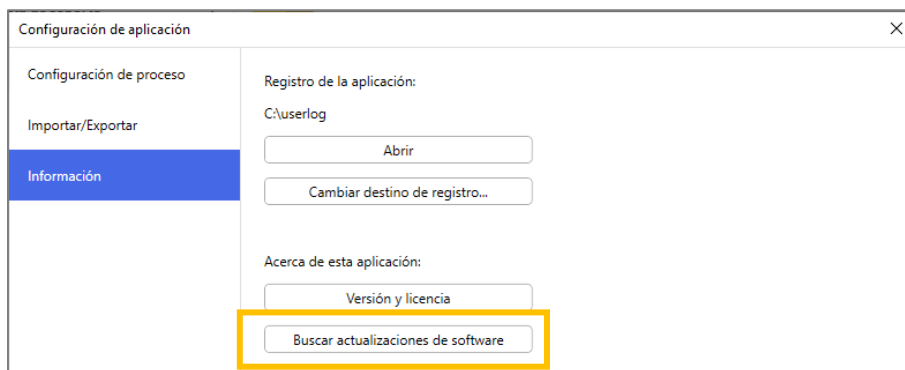 Configuración de aplicación
Configuración de proceso
Importar/Exportar
Información
Registro de la aplicación:
C:\userlog
Abrir
Cambiar destino de registro...
Acerca de esta aplicación:
Versión y licencia
Buscar actualizaciones de software